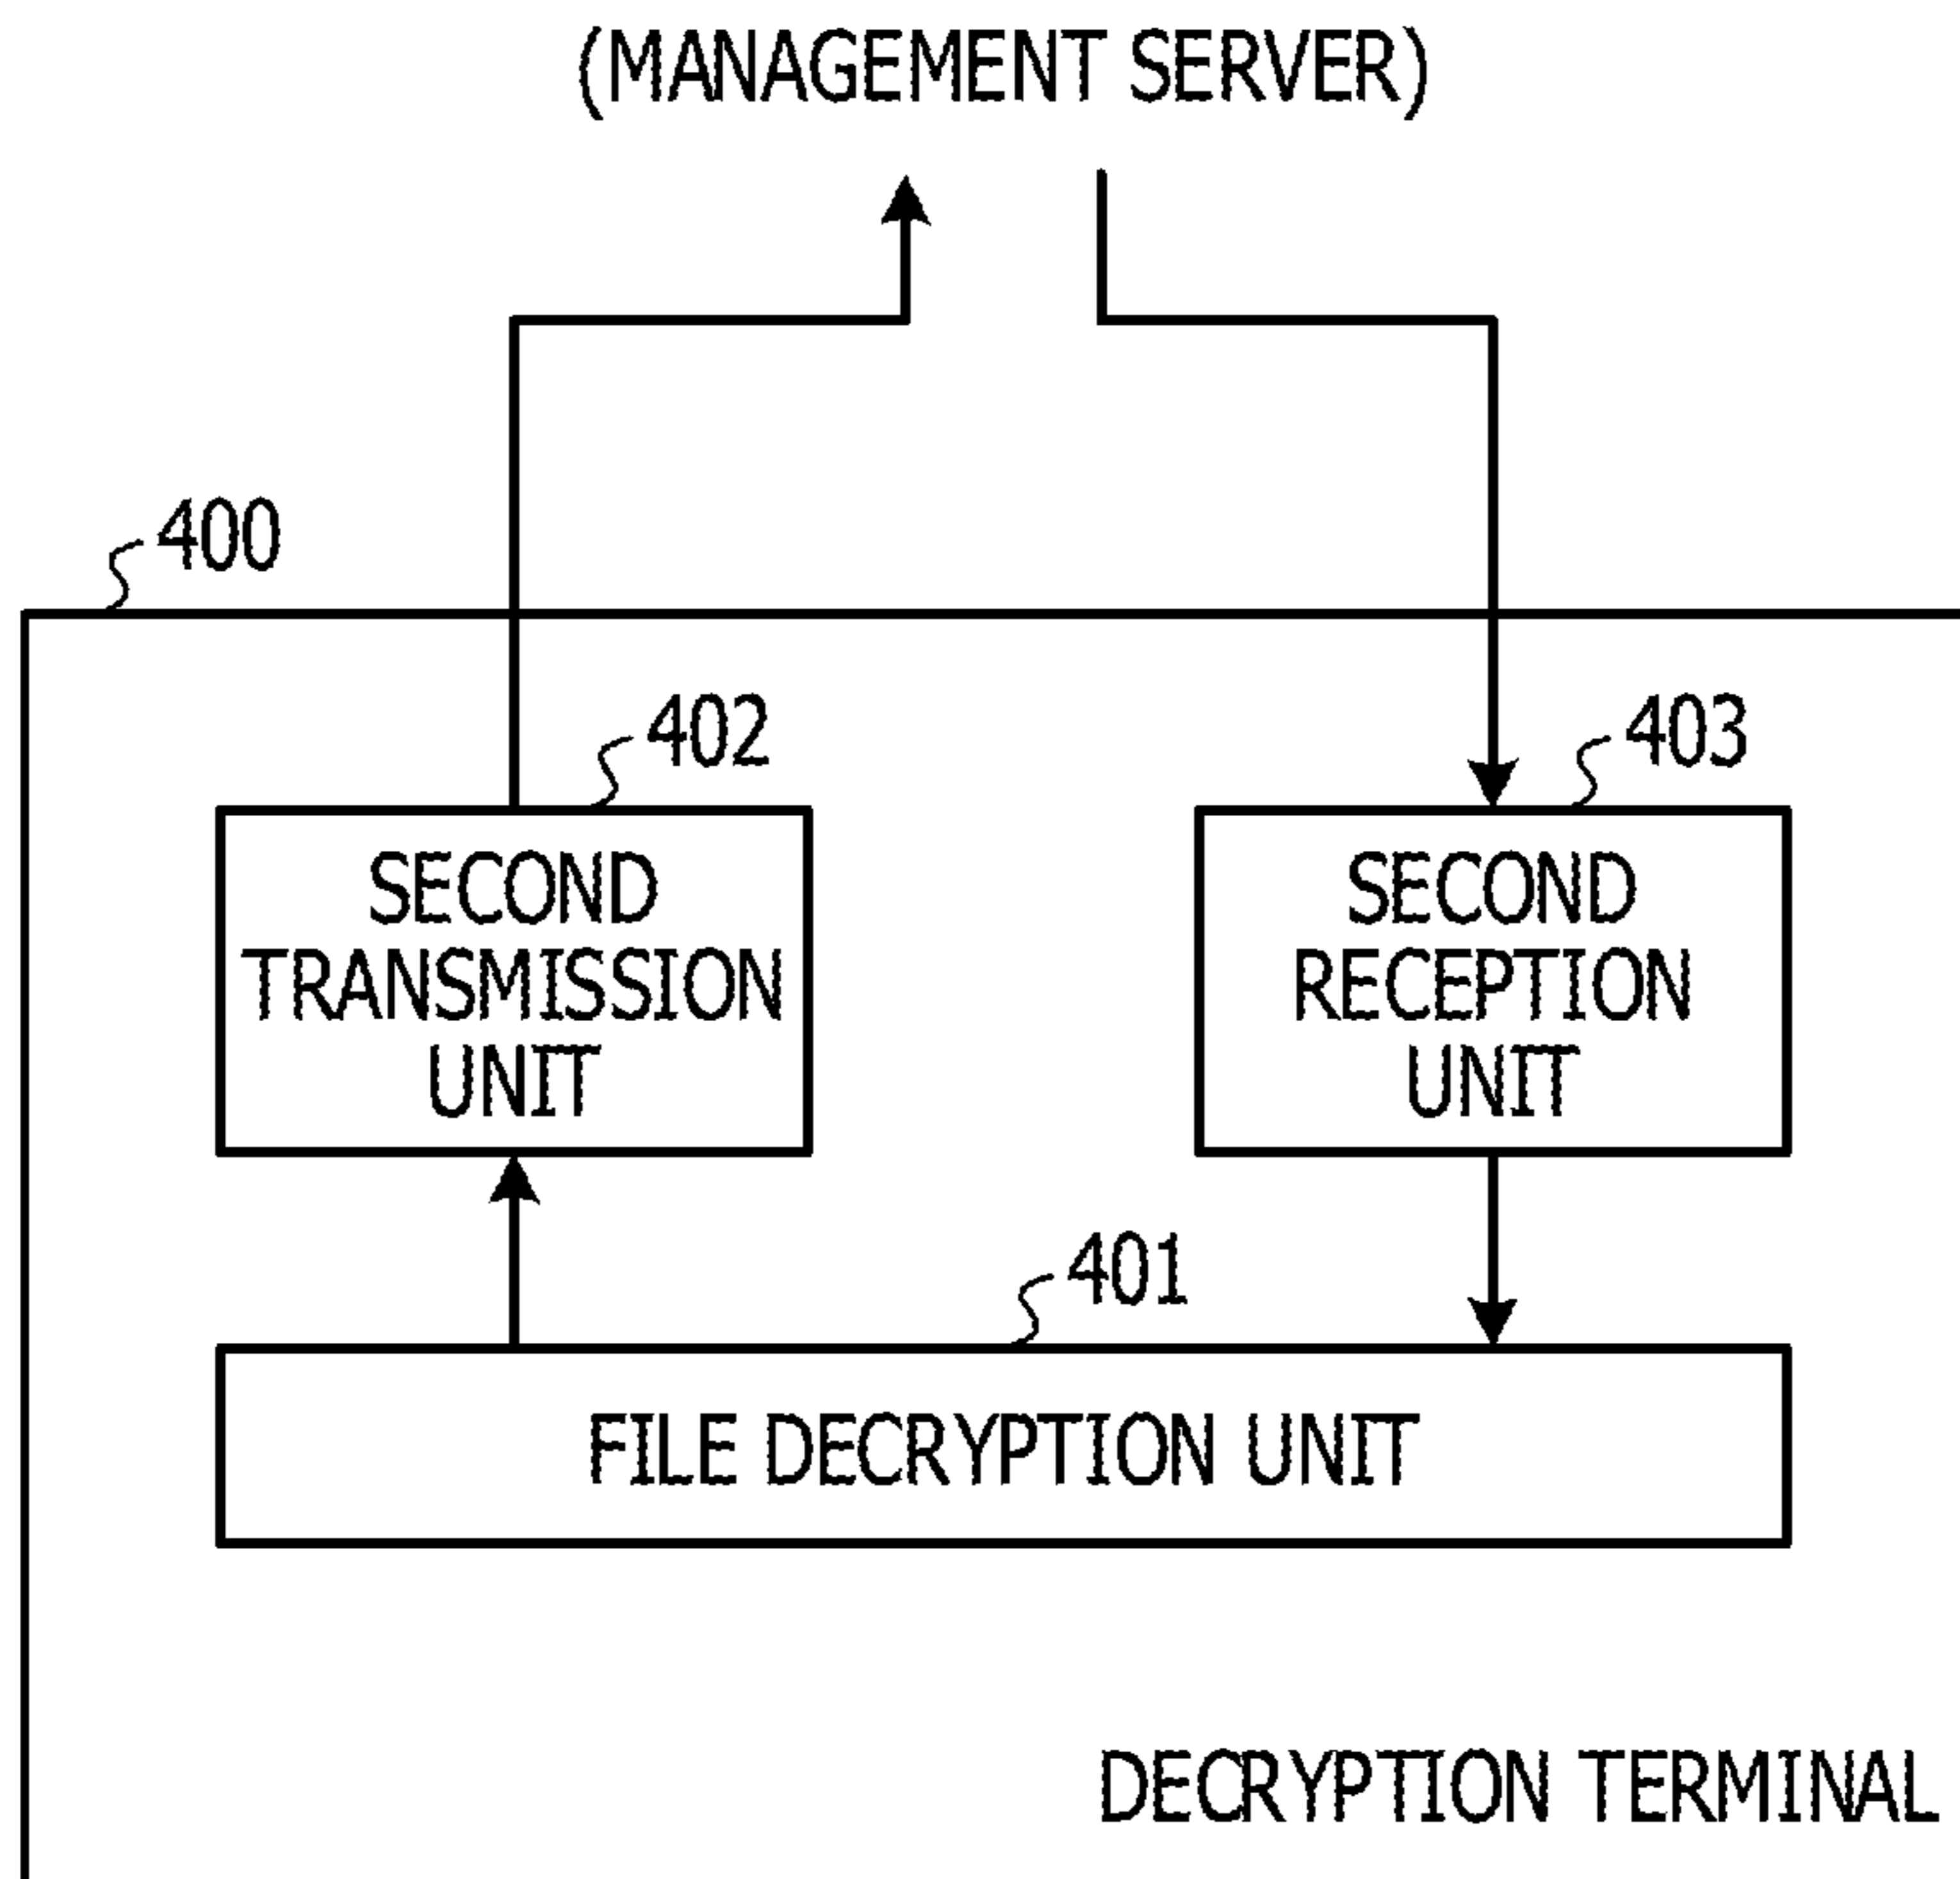 (MANAGEMENT SERVER)
400
402
403
SECOND
TRANSMISSION
UNIT
SECOND
RECEPTION
UNIT
401
FILE DECRYPTION UNIT
DECRYPTION TERMINAL